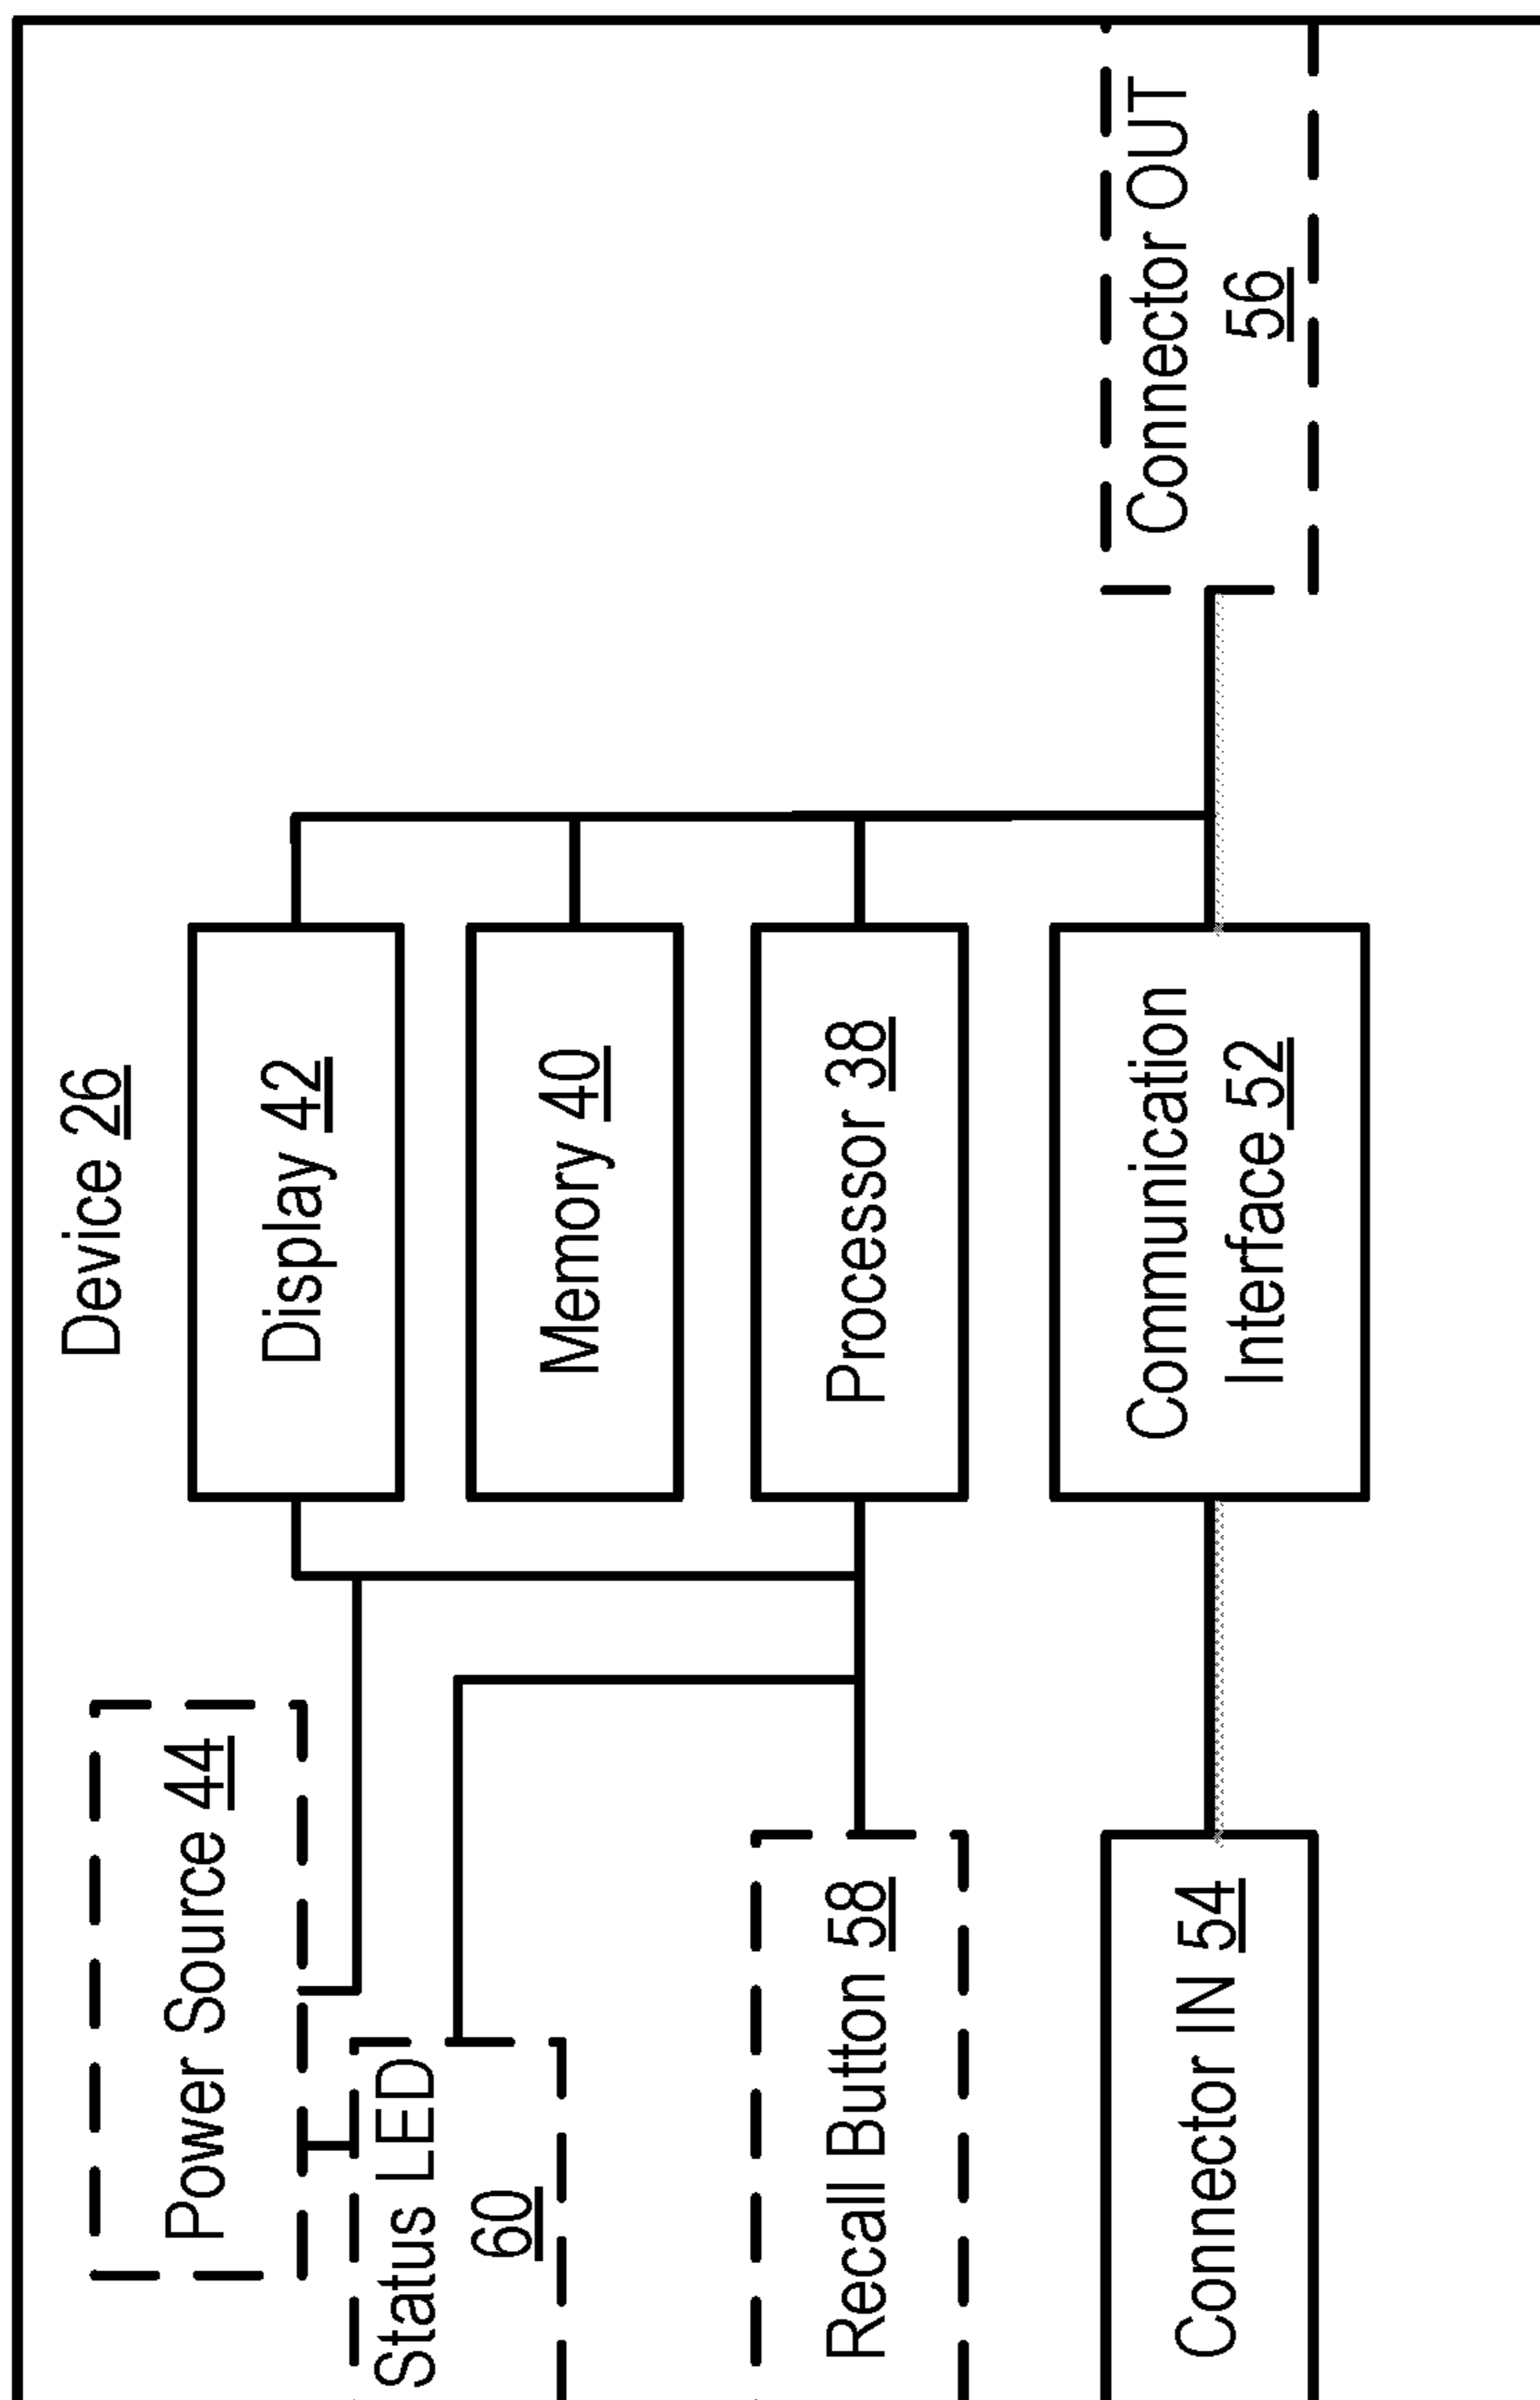 Device 26
Power Source 44
Display 42
Status LED
60
Memory 40
Recall Button 58
Processor 38
Connector IN 54
Communication
Interface 52
Connector OUT
56